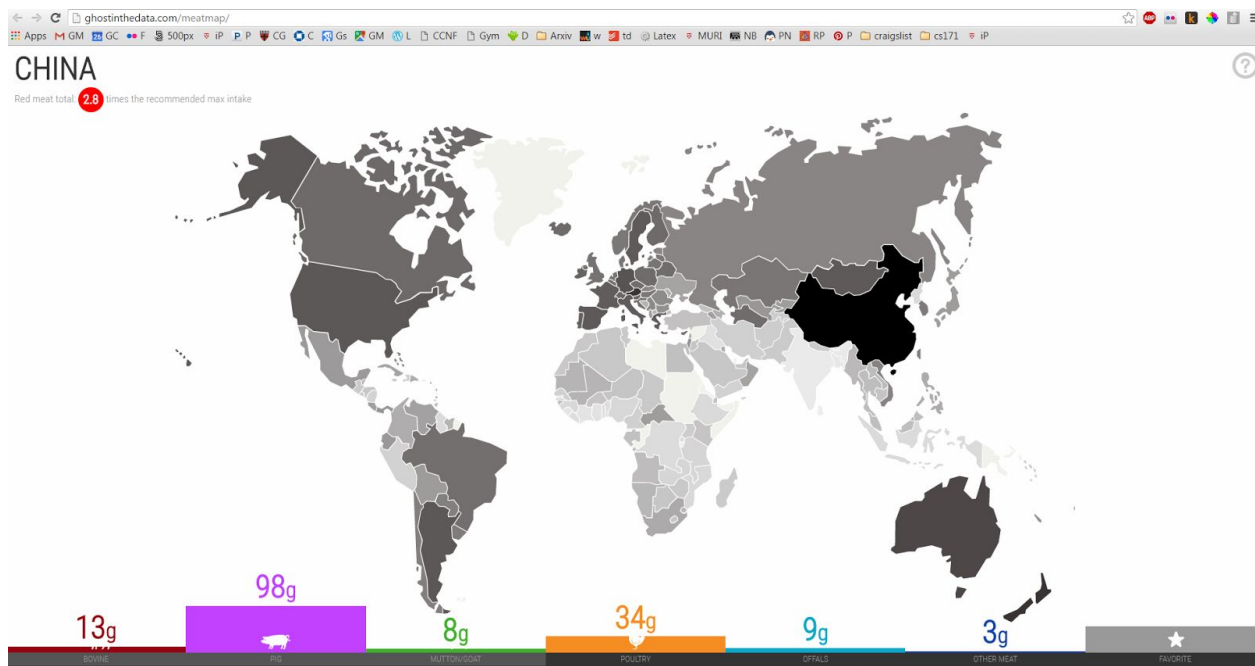 ghostinthedata.com/meatmap/
ABP
k
Apps M GM 26 GC F 500px iP P P CG C Gs GM L CCNF Gym D Arxiv w td Latex MURI NB PN RP P craigslist cs171 iP
CHINA
?
Red meat total: 2.8 times the recommended max intake
13g
98g
8g
34g
9g
3g
BOVINE
PIG
MUTTON/GOAT
POULTRY
OFFALS
OTHER MEAT
FAVORITE